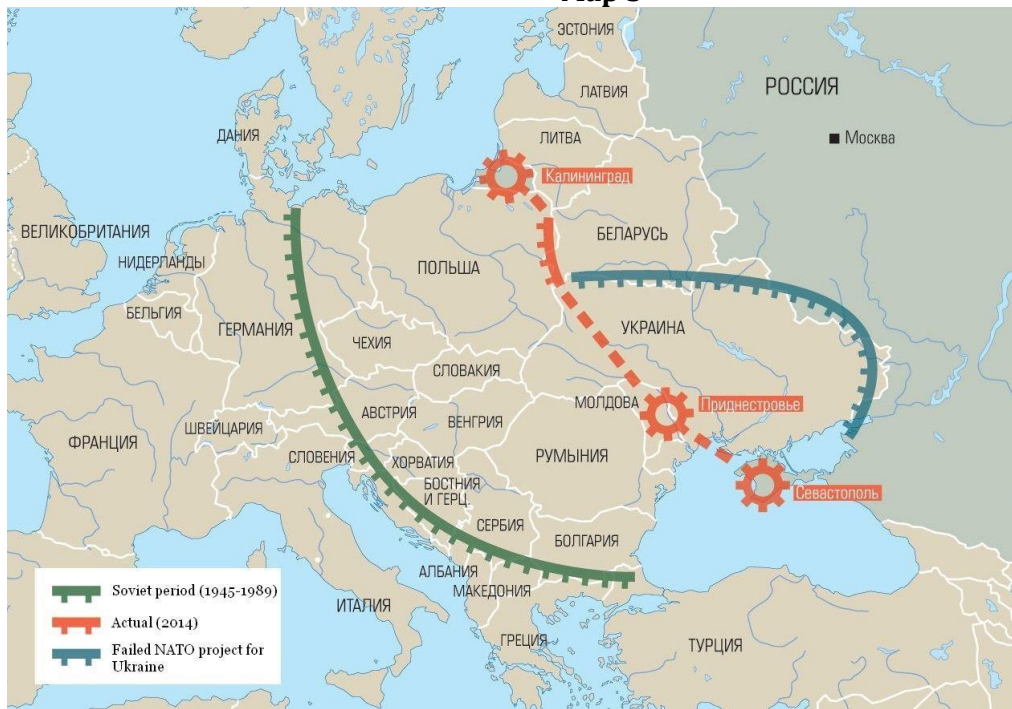 ЭСТОНИЯ
РОССИЯ
ЛАТВИЯ
ДАНИЯ
ЛИТВА
Москва
Калининград
ВЕЛИКОБРИТАНИЯ
БЕЛАРУСЬ
НИДЕРЛАНДЫ
ПОЛЬША
БЕЛЬГИЯ
ГЕРМАНИЯ
УКРАИНА
ЧЕХИЯ
СЛОВАКИЯ
АВСТРИЯ
МОЛДОВА
Приднестровье
ВЕНГРИЯ
ШВЕЙЦАРИЯ
ФРАНЦИЯ
СЛОВЕНИЯ
ХОРВАТИЯ
РУМЫНИЯ
БОСТНИЯ
И ГЕРЦ.
Севастополь
СЕРБИЯ
БОЛГАРИЯ
АЛБАНИЯ
МАКЕДОНИЯ
ИТАЛИЯ
ГРЕЦИЯ
ТУРЦИЯ
Soviet period (1945-1989)
Actual (2014)
Failed NATO project for
Ukraine